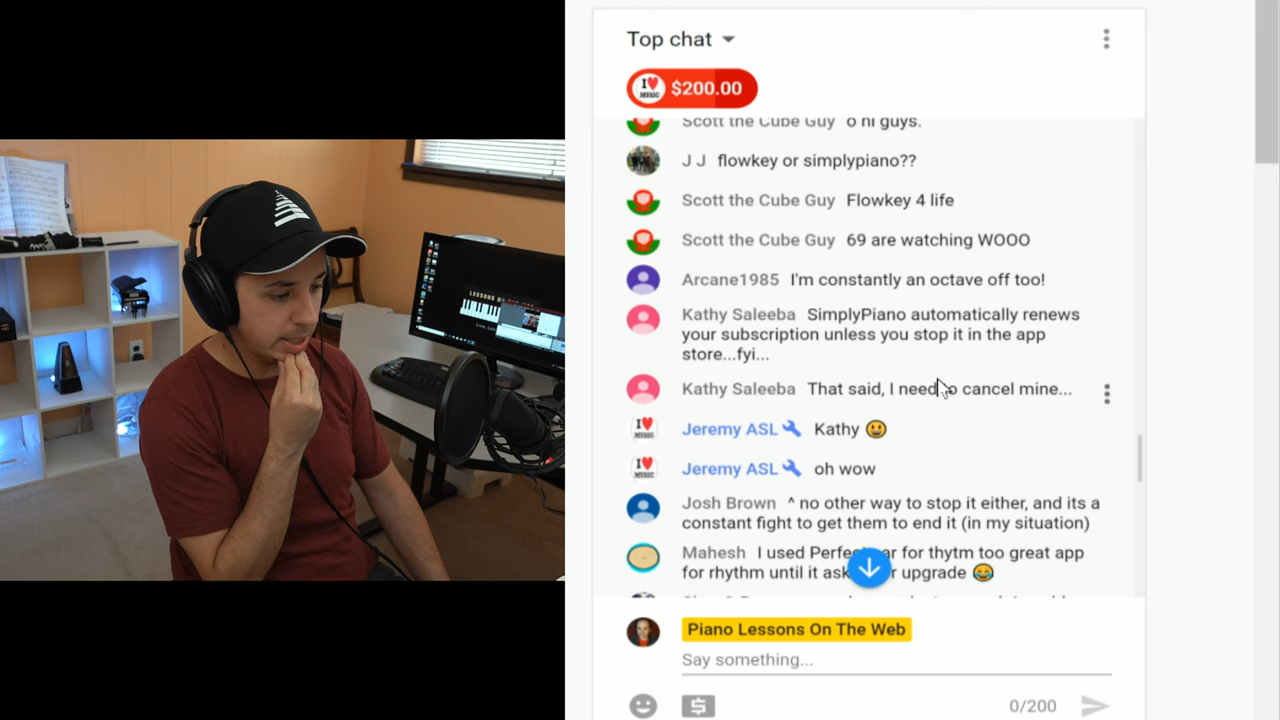 Top chat
I
MUSIC
$200.00
Scott the Cube Guy o hi guys.
J J flowkey or simplypiano??
Scott the Cube Guy Flowkey 4 life
Scott the Cube Guy 69 are watching WOOO
Arcane1985 I'm constantly an octave off too!
Kathy Saleeba SimplyPiano automatically renews
your subscription unless you stop it in the app
store...fyi...
Kathy Saleeba That said, I need to cancel mine...
I
MUSIC
Jeremy ASL Kathy 😀
I
MUSIC
Jeremy ASL oh wow
Josh Brown ^ no other way to stop it either, and its a
constant fight to get them to end it (in my situation)
Mahesh I used for thytm too great app
for rhythm until it upgrade 😂
Piano Lessons On The Web
Say something...
0/200
LESSONS